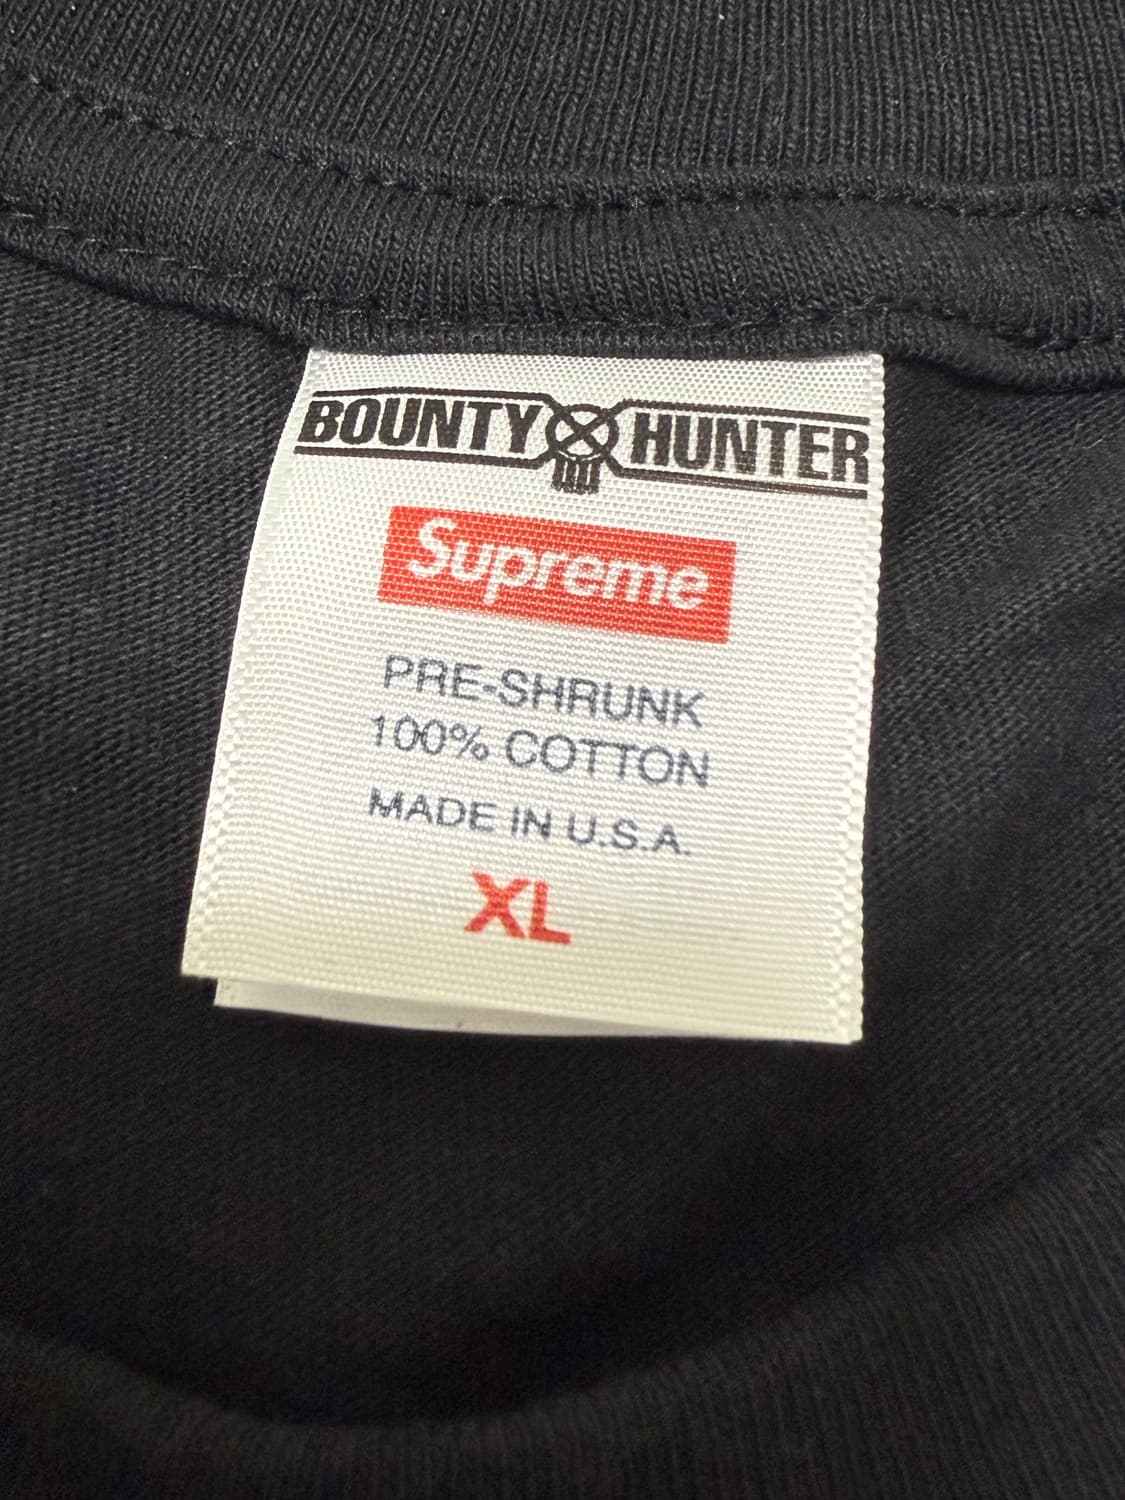 BOUNTY HUNTER
Supreme
PRE-SHRUNK
100% COTTON
MADE IN U.S.A.
XL